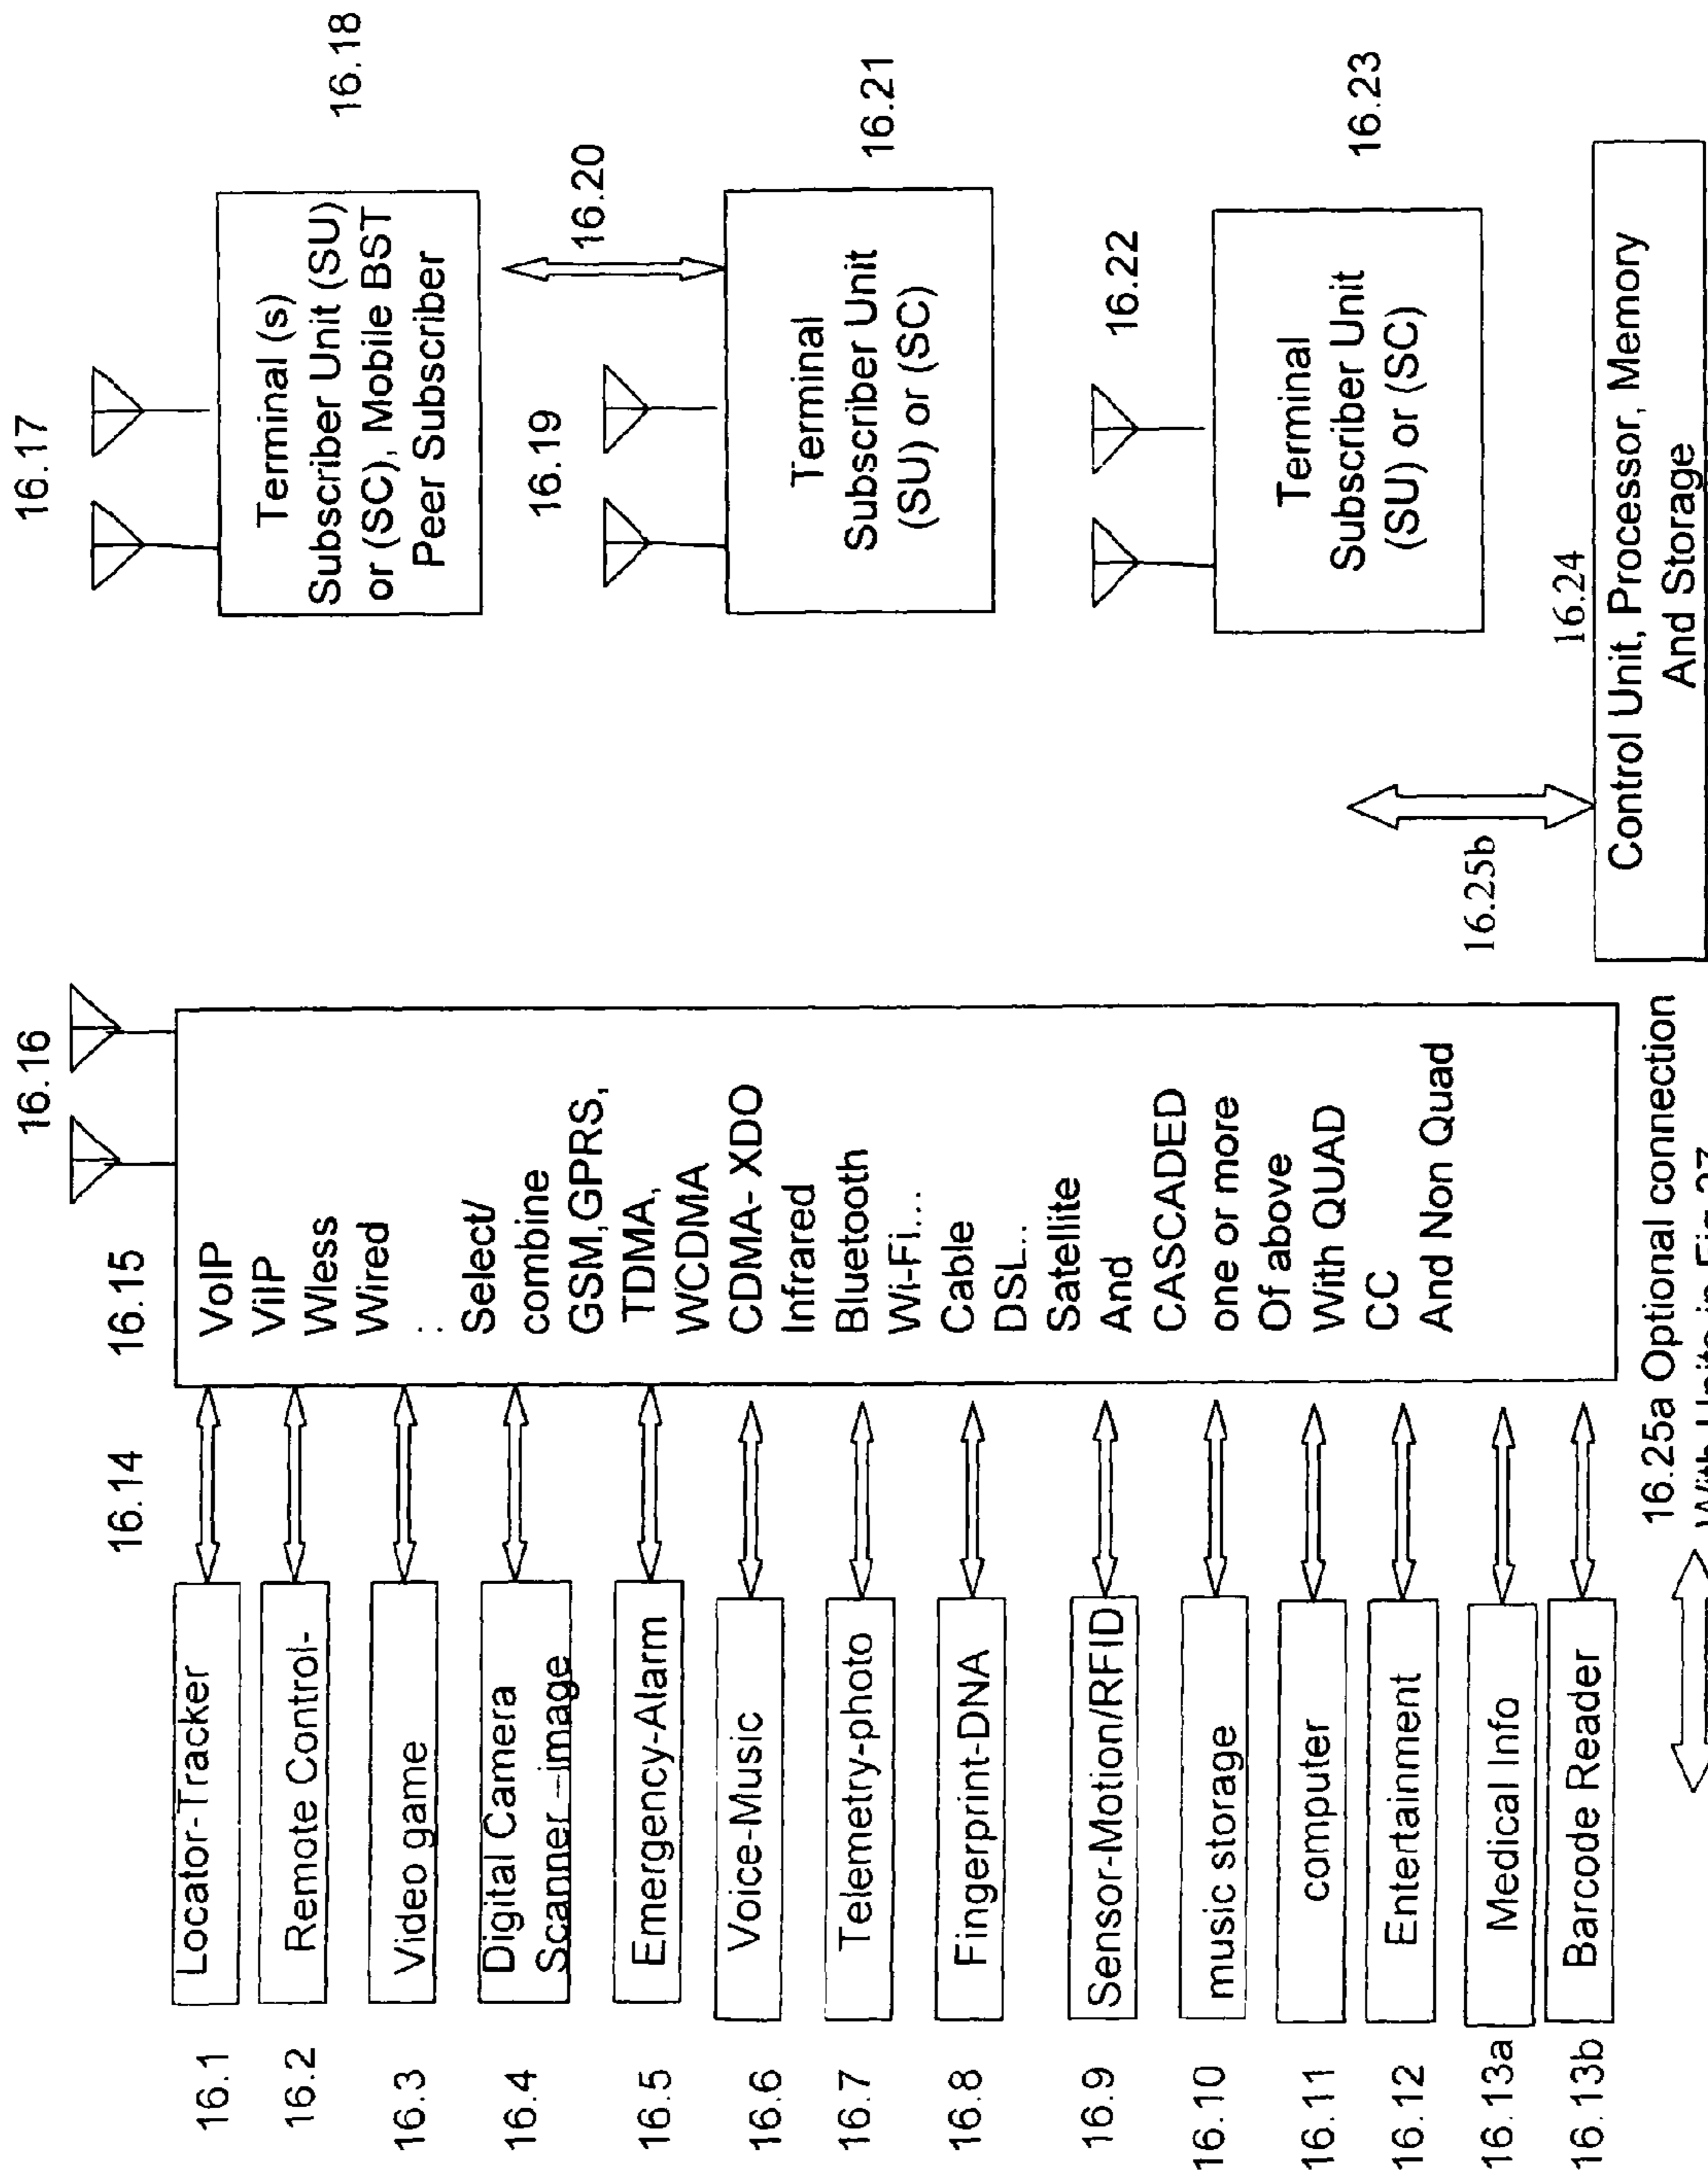 16.1
Locator-Tracker
16.2
Remote Control-
16.3
Video game
16.4
Digital Camera
Scanner –image
16.5
Emergency-Alarm
16.6
Voice-Music
16.7
Telemetry-photo
16.8
Fingerprint-DNA
16.9
Sensor-Motion/RFID
16.10
music storage
16.11
computer
16.12
Entertainment
16.13a
Medical Info
16.13b
Barcode Reader
16.14
16.15
16.16
VoIP
ViIP
Wless
Wired
..
Select/
combine
GSM,GPRS,
TDMA,
WCDMA
CDMA- XDO
Infrared
Bluetooth
Wi-Fi...
Cable
DSL..
Satellite
And
CASCADED
one or more
Of above
With QUAD
CC
And Non Quad
16.17
Terminal (s)
Subscriber Unit (SU)
or (SC), Mobile BST
Peer Subscriber
16.18
16.19
16.20
Terminal
Subscriber Unit
(SU) or (SC)
16.21
16.22
Terminal
Subscriber Unit
(SU) or (SC)
16.23
16.24
16.25b
Control Unit, Processor, Memory
And Storage
16.25a Optional connection
With Units in Fig 27